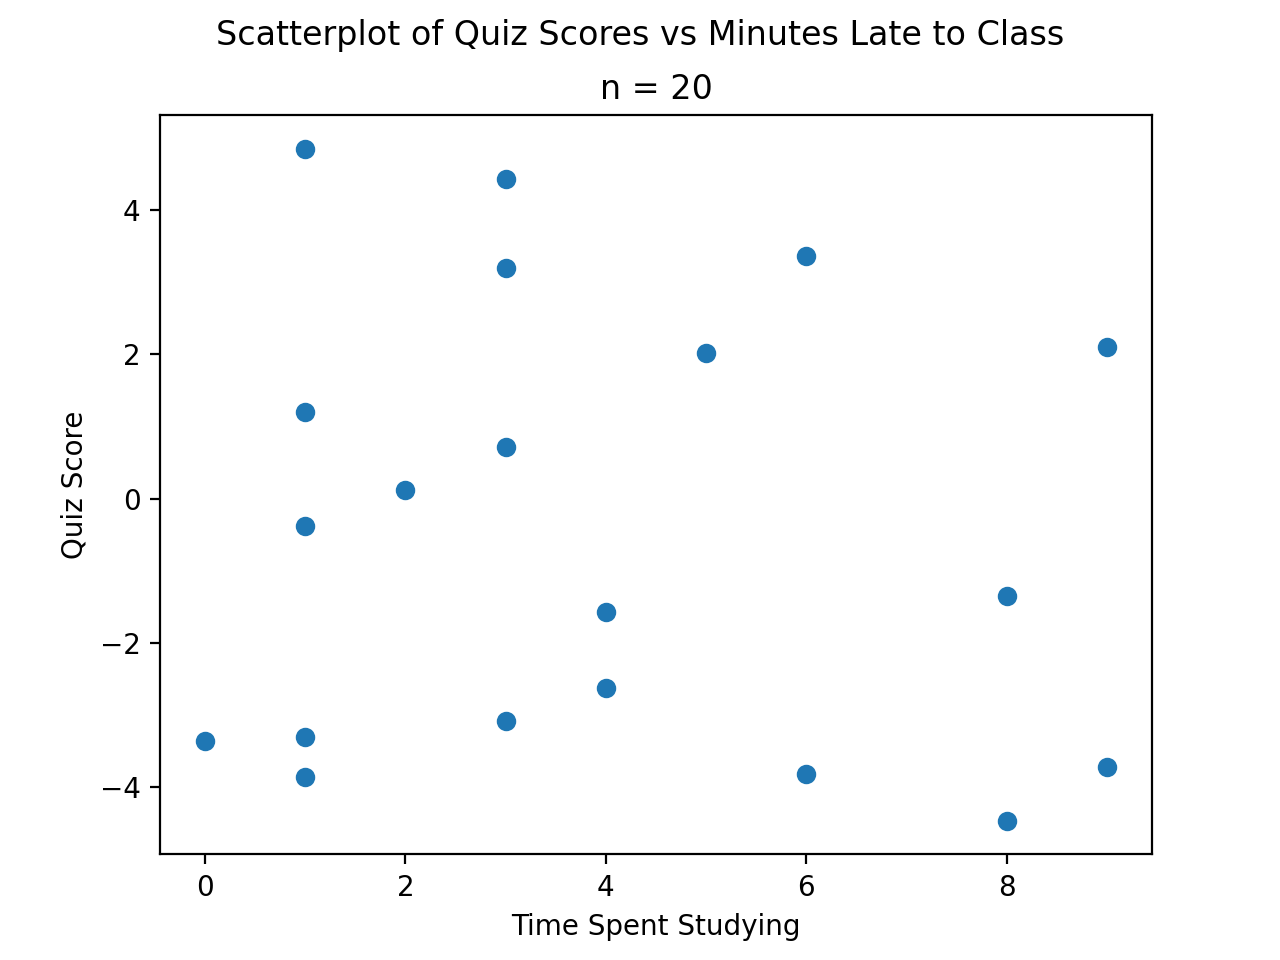 Scatterplot of Quiz Scores vs Minutes Late to Class
n = 20
4
2
0
−2
−4
Quiz Score
0 2 4 6 8
Time Spent Studying